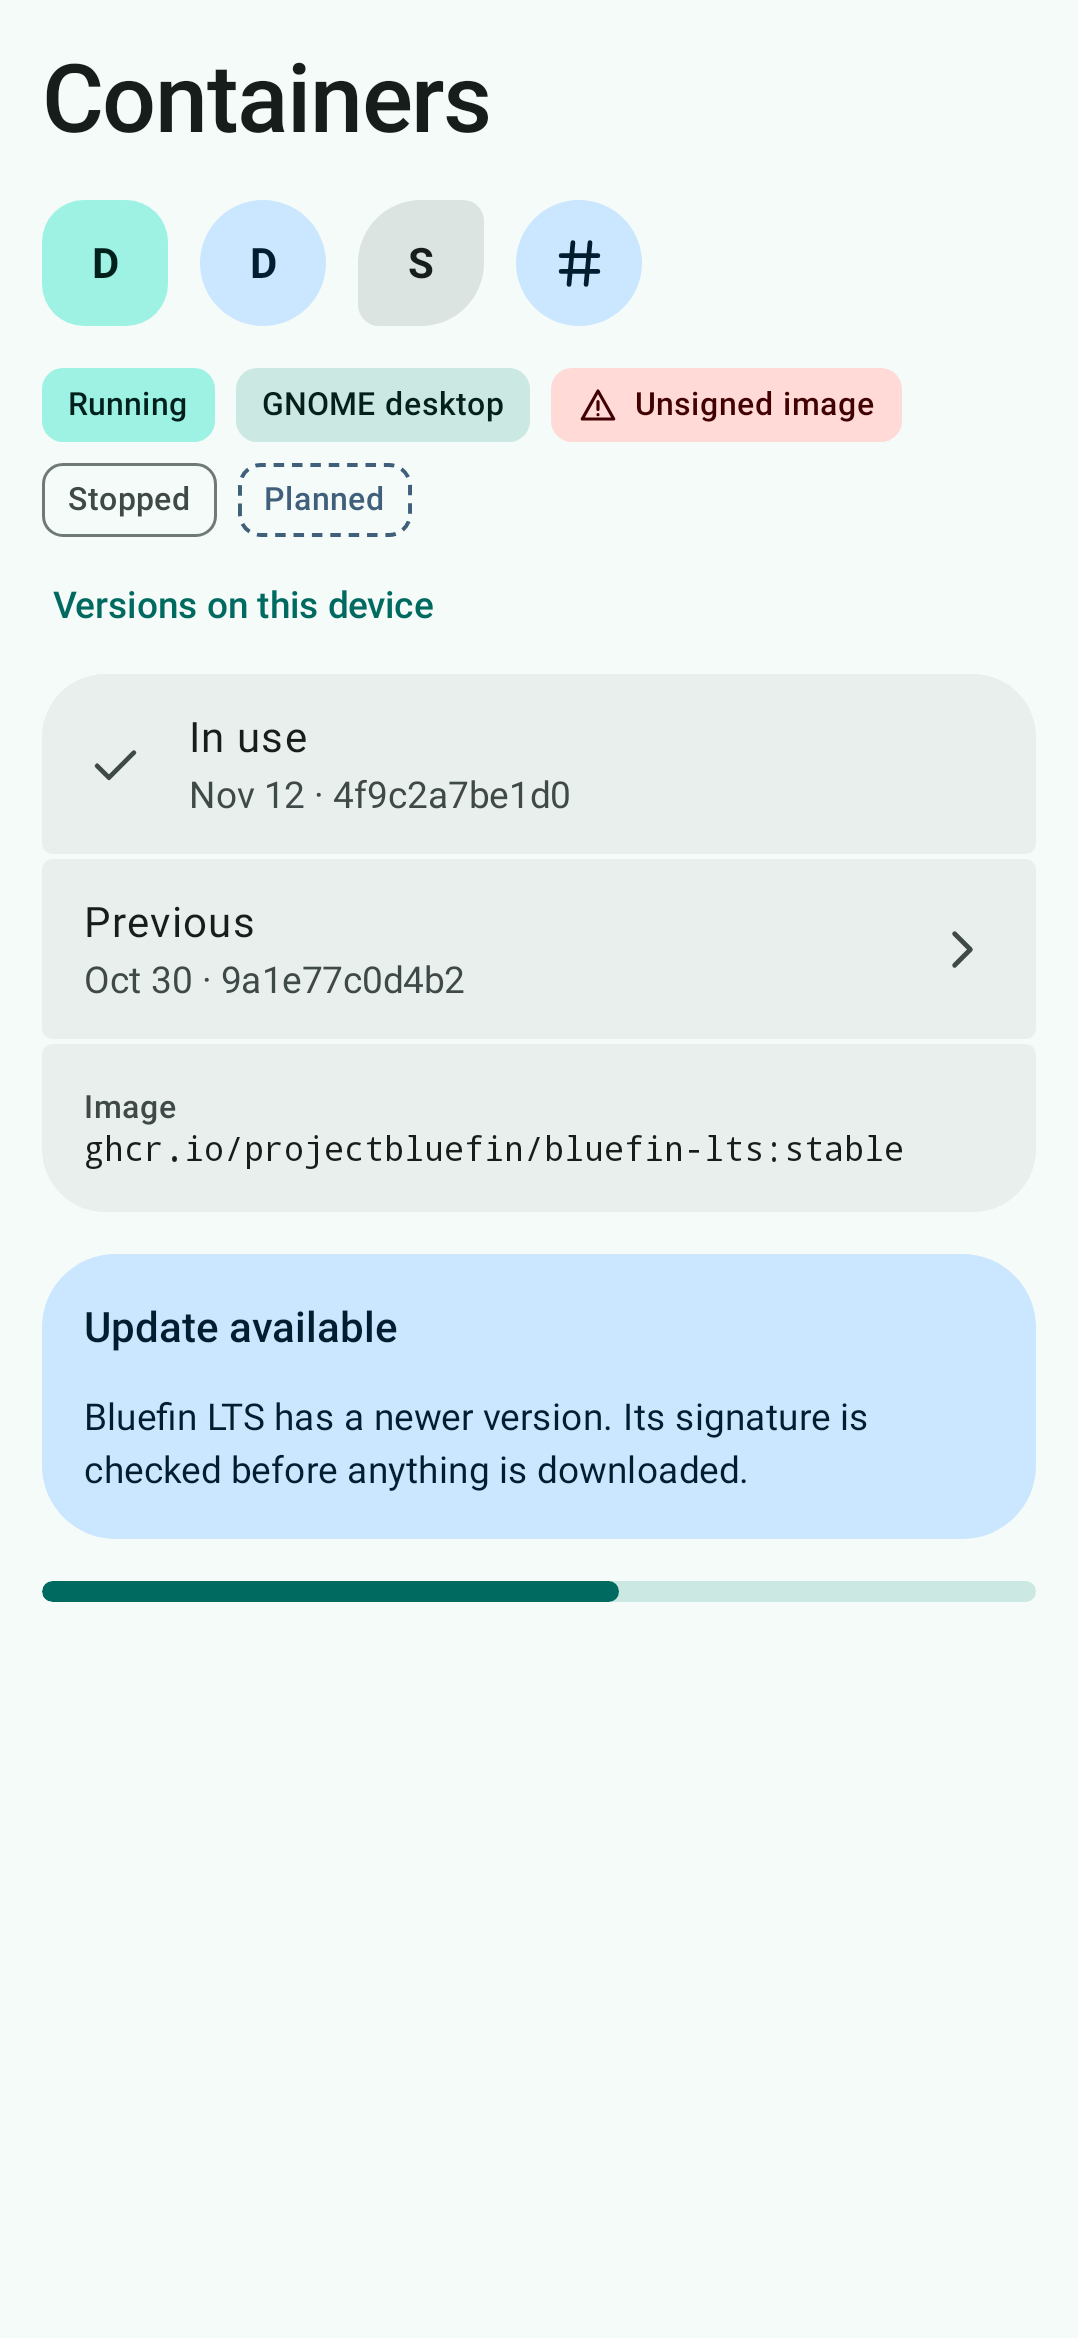 Containers
D D S #
Running GNOME desktop Unsigned image
Stopped Planned
Versions on this device
In use
Nov 12 · 4f9c2a7be1d0
Previous
Oct 30 · 9a1e77c0d4b2
Image
ghcr.io/projectbluefin/bluefin-lts:stable
Update available
Bluefin LTS has a newer version. Its signature is
checked before anything is downloaded.